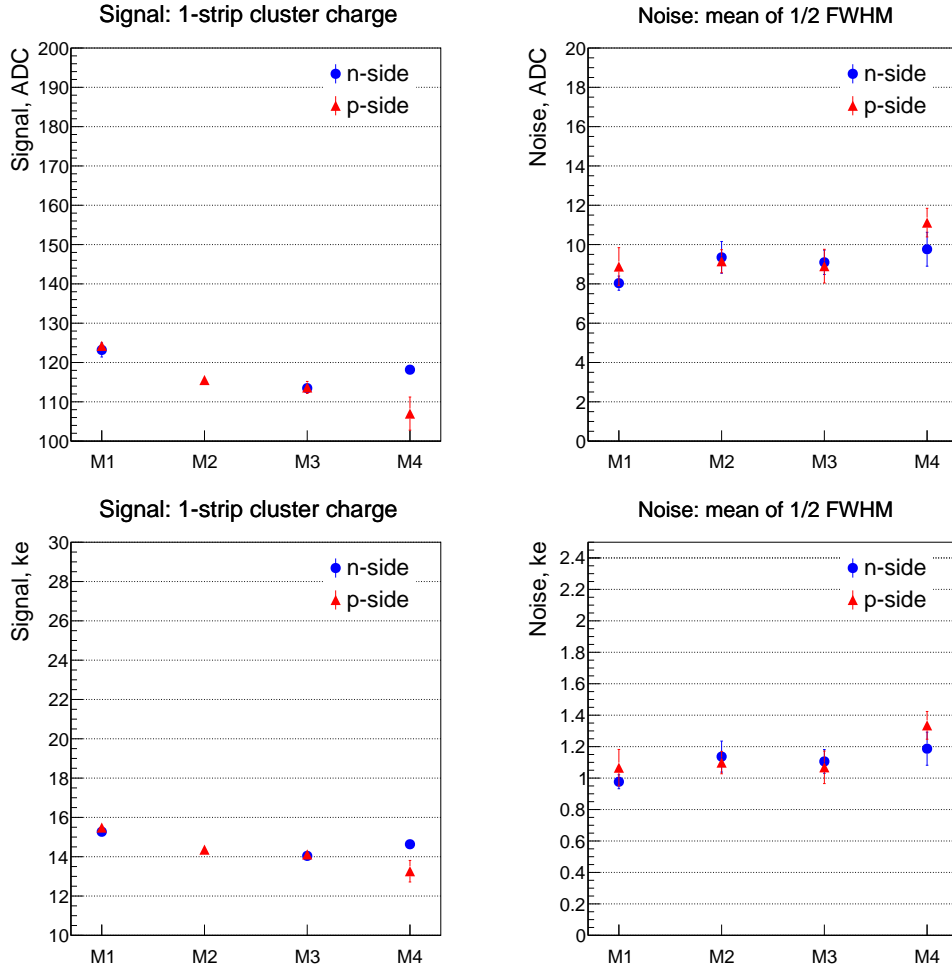 Signal: 1-strip cluster charge
Signal, ADC
200
190
180
170
160
150
140
130
120
110
100
n-side
p-side
M1 M2 M3 M4
Noise: mean of 1/2 FWHM
Noise, ADC
20
18
16
14
12
10
8
6
4
2
0
n-side
p-side
M1 M2 M3 M4
Signal: 1-strip cluster charge
Signal, ke
30
28
26
24
22
20
18
16
14
12
10
n-side
p-side
M1 M2 M3 M4
Noise: mean of 1/2 FWHM
Noise, ke
2.4
2.2
2
1.8
1.6
1.4
1.2
1
0.8
0.6
0.4
0.2
0
n-side
p-side
M1 M2 M3 M4